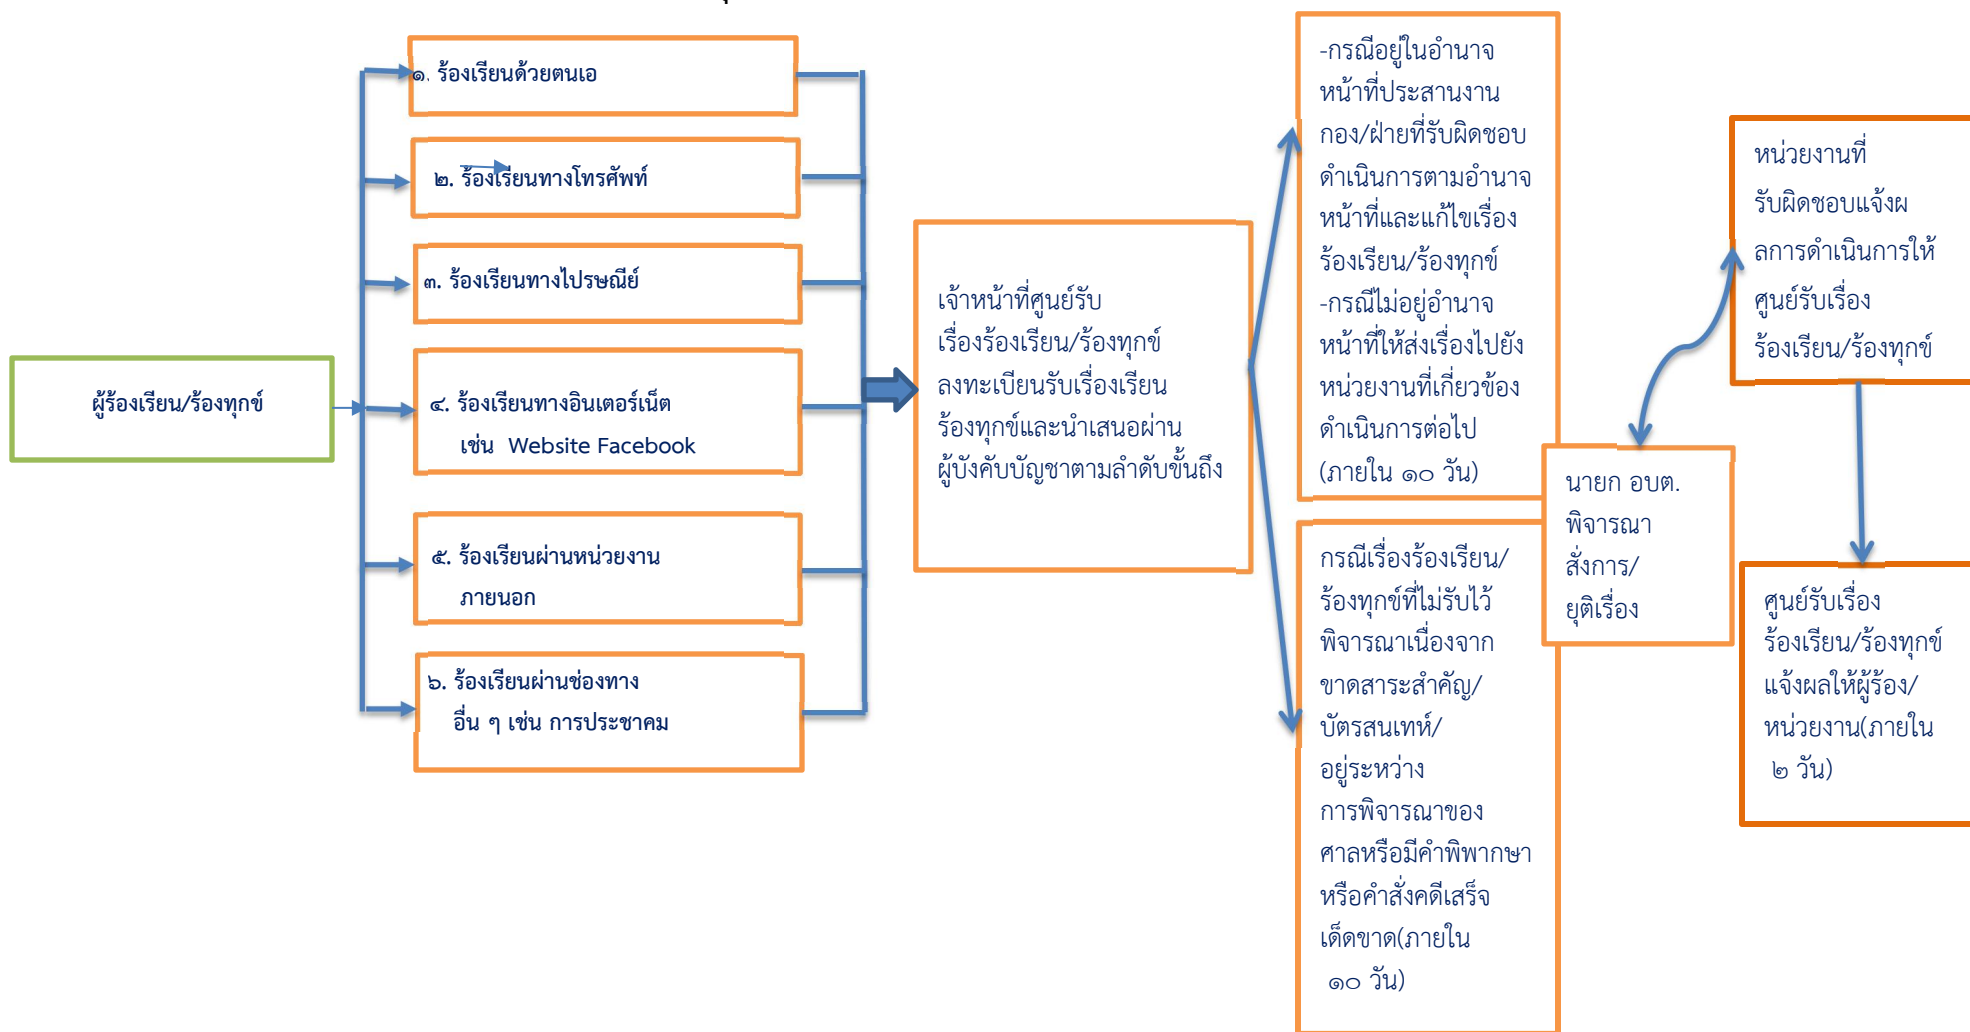 ผู้ร้องเรียน/ร้องทุกข์
๑. ร้องเรียนด้วยตนเอ
๒. ร้องเรียนทางโทรศัพท์
๓. ร้องเรียนทางไปรษณีย์
๔. ร้องเรียนทางอินเตอร์เน็ต
เช่น Website Facebook
๕. ร้องเรียนผ่านหน่วยงาน
ภายนอก
๖. ร้องเรียนผ่านช่องทาง
อื่น ๆ เช่น การประชาคม
เจ้าหน้าที่ศูนย์รับ
เรื่องร้องเรียน/ร้องทุกข์
ลงทะเบียนรับเรื่องเรียน
ร้องทุกข์และนำเสนอผ่าน
ผู้บังคับบัญชาตามลำดับขั้นถึง
-กรณีอยู่ในอำนาจ
หน้าที่ประสานงาน
กอง/ฝ่ายที่รับผิดชอบ
ดำเนินการตามอำนาจ
หน้าที่และแก้ไขเรื่อง
ร้องเรียน/ร้องทุกข์
-กรณีไม่อยู่อำนาจ
หน้าที่ให้ส่งเรื่องไปยัง
หน่วยงานที่เกี่ยวข้อง
ดำเนินการต่อไป
(ภายใน ๑๐ วัน)
กรณีเรื่องร้องเรียน/
ร้องทุกข์ที่ไม่รับไว้
พิจารณาเนื่องจาก
ขาดสาระสำคัญ/
บัตรสนเทห์/
อยู่ระหว่าง
การพิจารณาของ
ศาลหรือมีคำพิพากษา
หรือคำสั่งคดีเสร็จ
เด็ดขาด(ภายใน
๑๐ วัน)
นายก อบต.
พิจารณา
สั่งการ/
ยุติเรื่อง
หน่วยงานที่
รับผิดชอบแจ้งผ
ลการดำเนินการให้
ศูนย์รับเรื่อง
ร้องเรียน/ร้องทุกข์
ศูนย์รับเรื่อง
ร้องเรียน/ร้องทุกข์
แจ้งผลให้ผู้ร้อง/
หน่วยงาน(ภายใน
๒ วัน)